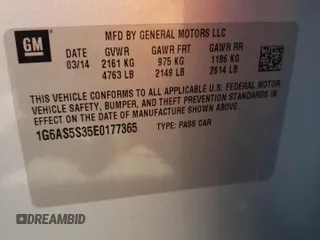 GM
MFD BY GENERAL MOTORS LLC
03/14 GVWR GAWR FRT GAWR RR
2161 KG 975 KG 1186 KG
4763 LB 2149 LB 2614 LB
THIS VEHICLE CONFORMS TO ALL APPLICABLE U.S. FEDERAL MOTOR
VEHICLE SAFETY, BUMPER, AND THEFT PREVENTION STANDARDS IN
EFFECT ON THE DATE OF MANUFACTURE SHOWN ABOVE.
1G6AS5S35E0177365 TYPE: PASS CAR
DREAMBID